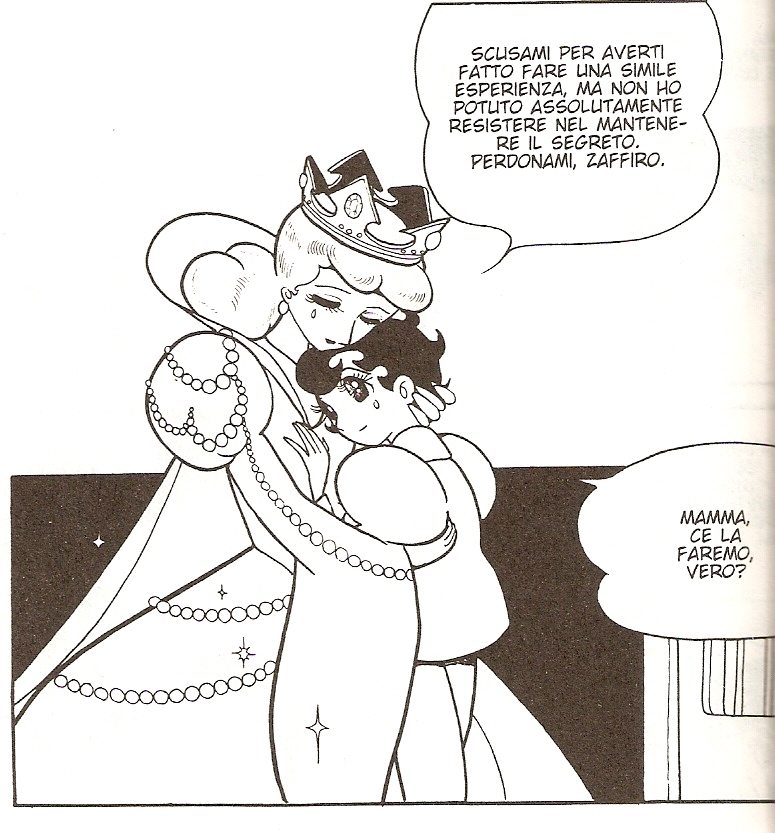 SCUSAMI PER AVERTI
FATTO FARE UNA SIMILE
ESPERIENZA, MA NON HO
POTUTO ASSOLUTAMENTE
RESISTERE NEL MANTENE-
RE IL SEGRETO.
PERDONAMI, ZAFFIRO.
MAMMA,
CE LA
FAREMO,
VERO?